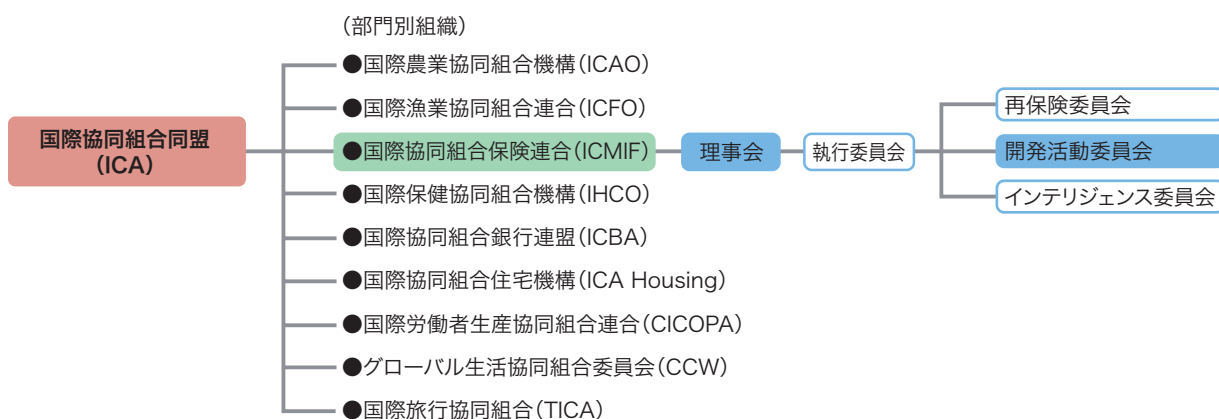 (部門別組織)
●国際農業協同組合機構(ICAO)
●国際漁業協同組合連合(ICFO)
国際協同組合同盟
(ICA)
●国際協同組合保険連合(ICMIF)
理事会
執行委員会
再保険委員会
開発活動委員会
インテリジェンス委員会
●国際保健協同組合機構(IHCO)
●国際協同組合銀行連盟(ICBA)
●国際協同組合住宅機構(ICA Housing)
●国際労働者生産協同組合連合(CICOPA)
●グローバル生活協同組合委員会(CCW)
●国際旅行協同組合(TICA)